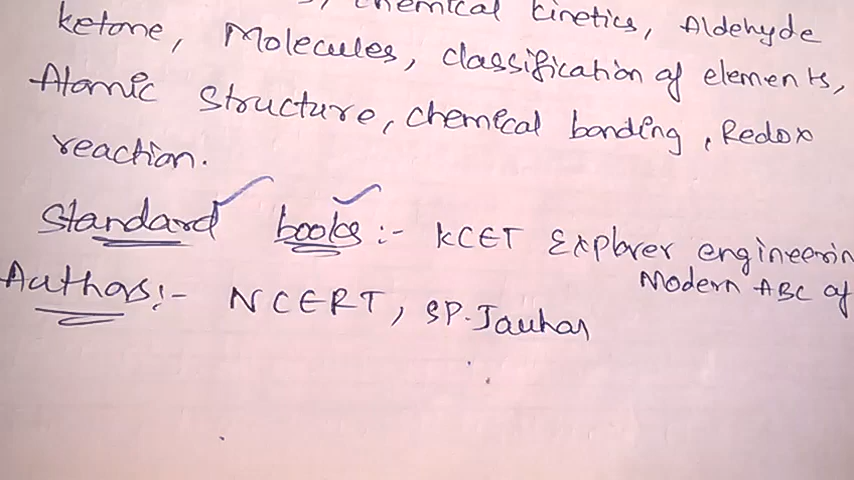 chemical kinetics, Aldehyde
ketone, Molecules, classification of elements,
Atomic structure, chemical bonding, Redox
reaction.
Standard books:- KCET Explorer engineerin
Modern ABC of
Authors:- NCERT, SP. Jauhar